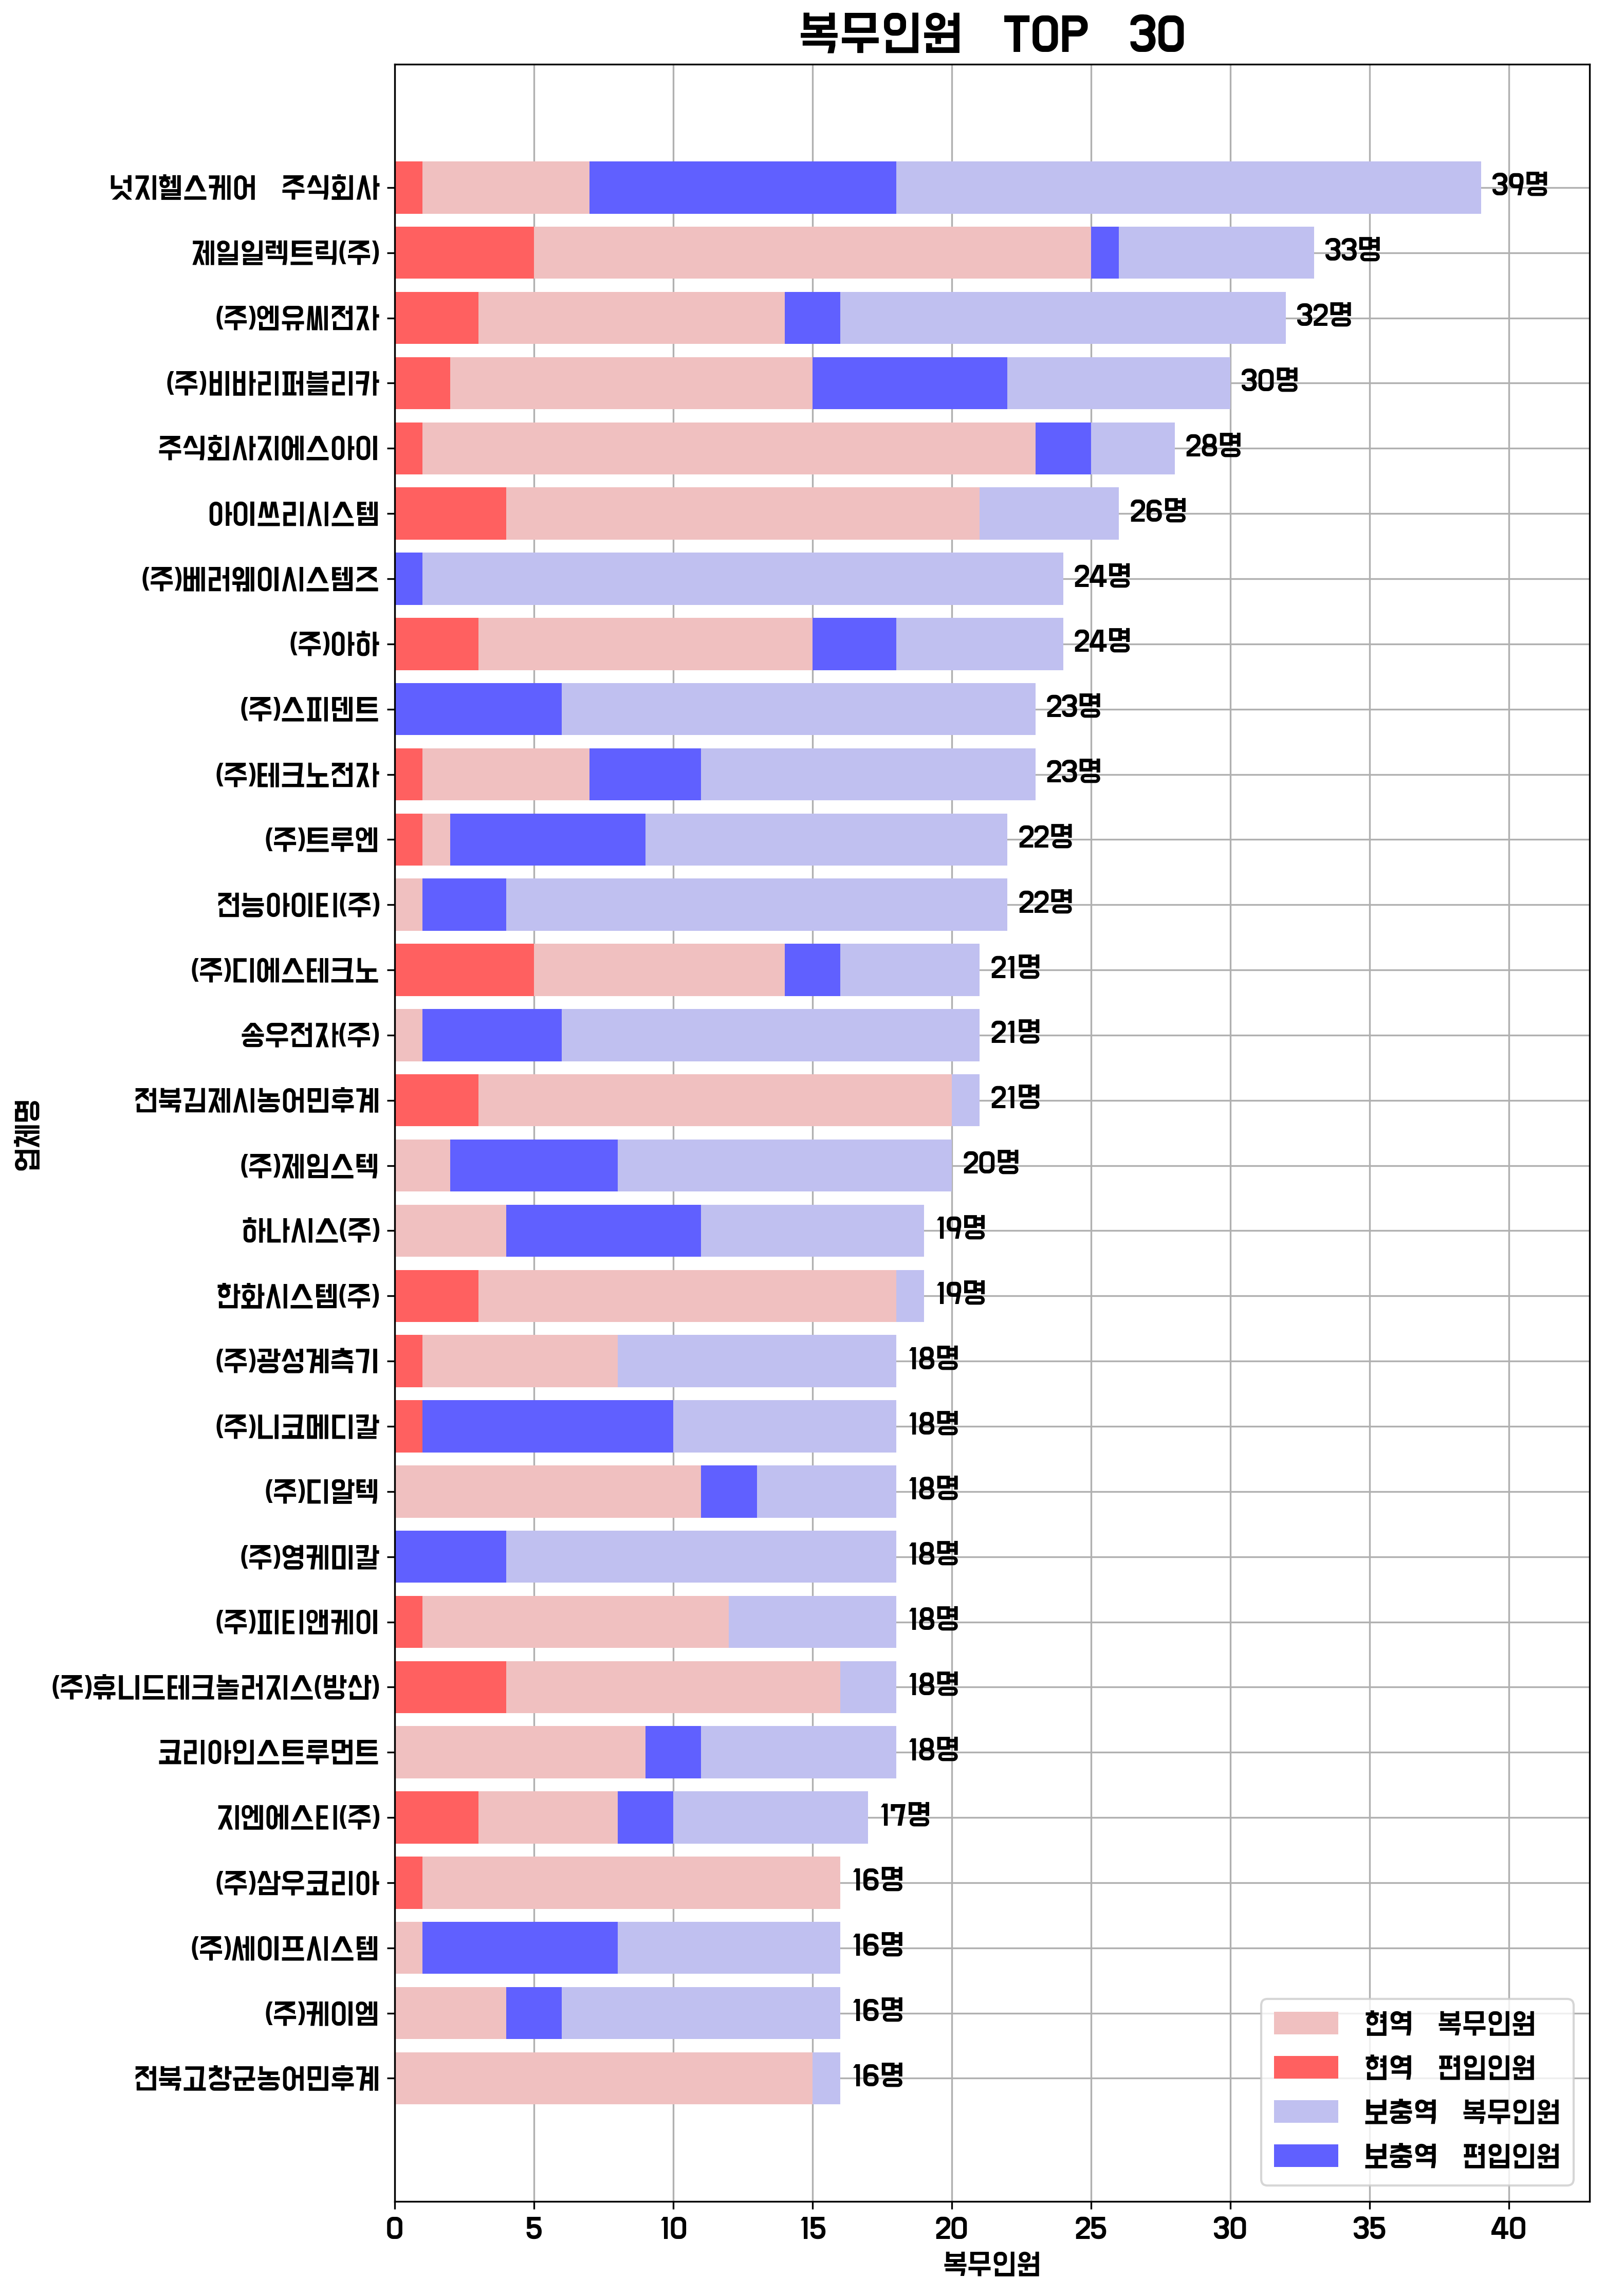 복무인원 TOP 30
넛지헬스케어 주식회사 39명
제일일렉트릭(주) 33명
(주)엔유씨전자 32명
(주)비바리퍼블리카 30명
주식회사지에스아이 28명
아이쓰리시스템 26명
(주)베러웨이시스템즈 24명
(주)아하 24명
(주)스피덴트 23명
(주)테크노전자 23명
(주)트루엔 22명
전능아이티(주) 22명
(주)디에스테크노 21명
송우전자(주) 21명
전북김제시농어민후계 21명
(주)제임스텍 20명
하나시스(주) 19명
한화시스템(주) 19명
(주)광성계측기 18명
(주)니코메디칼 18명
(주)디알텍 18명
(주)영케미칼 18명
(주)피티앤케이 18명
(주)휴니드테크놀러지스(방산) 18명
코리아인스트루먼트 18명
지엔에스티(주) 17명
(주)삼우코리아 16명
(주)세이프시스템 16명
(주)케이엠 16명
전북고창군농어민후계 16명
업체명
현역 복무인원
현역 편입인원
보충역 복무인원
보충역 편입인원
0 5 10 15 20 25 30 35 40
복무인원